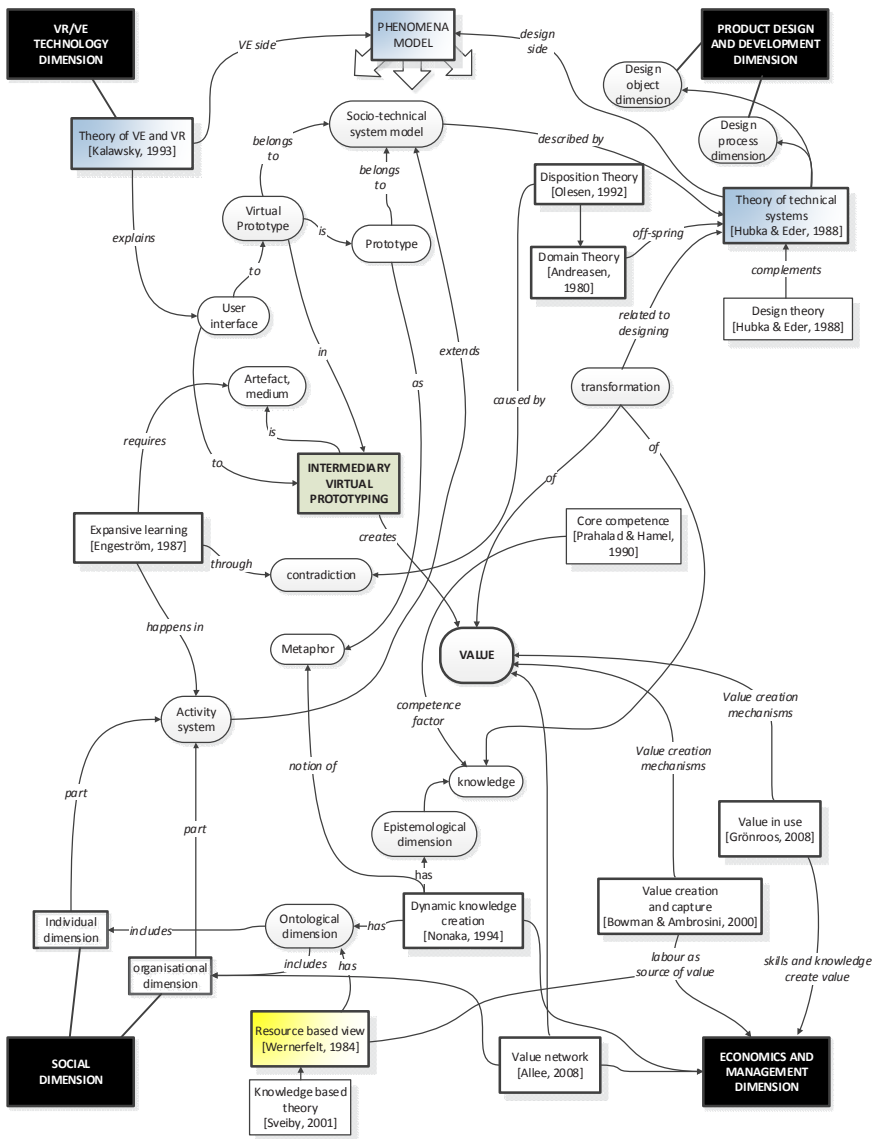 VR/VE
TECHNOLOGY
DIMENSION
VE side
PHENOMENA
MODEL
design
side
PRODUCT DESIGN
AND DEVELOPMENT
DIMENSION
Design
object
dimension
Design
process
dimension
Theory of VE and VR
[Kalawsky, 1993]
belongs
to
Socio-technical
system model
described by
belongs
to
Disposition Theory
[Olesen, 1992]
Theory of technical
systems
[Hubka & Eder, 1988]
Virtual
Prototype
is
Prototype
explains
off-spring
Domain Theory
[Andreasen,
1980]
complements
to
User
interface
Design theory
[Hubka & Eder, 1988]
related to
designing
in
extends
Artefact,
medium
as
transformation
caused by
requires
is
to
of
of
INTERMEDIARY
VIRTUAL
PROTOTYPING
Expansive learning
[Engeström, 1987]
creates
Core competence
[Prahalad & Hamel,
1990]
through
contradiction
happens in
Metaphor
VALUE
Activity
system
competence
factor
Value creation
mechanisms
Value creation
mechanisms
notion of
knowledge
part
part
Epistemological
dimension
Value in use
[Grönroos, 2008]
has
Individual
dimension
includes
Ontological
dimension
has
Dynamic knowledge
creation
[Nonaka, 1994]
Value creation
and capture
[Bowman & Ambrosini, 2000]
organisational
dimension
includes
has
labour as
source of value
skills and knowledge
create value
Resource based view
[Wernerfelt, 1984]
SOCIAL
DIMENSION
Value network
[Allee, 2008]
ECONOMICS AND
MANAGEMENT
DIMENSION
Knowledge based
theory
[Sveiby, 2001]